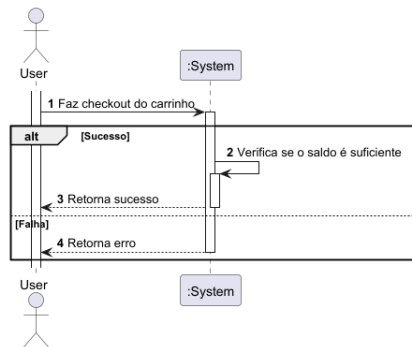 User
:System
1 Faz checkout do carrinho
alt [Sucesso]
2 Verifica se o saldo é suficiente
3 Retorna sucesso
[Falha]
4 Retorna erro
User
:System